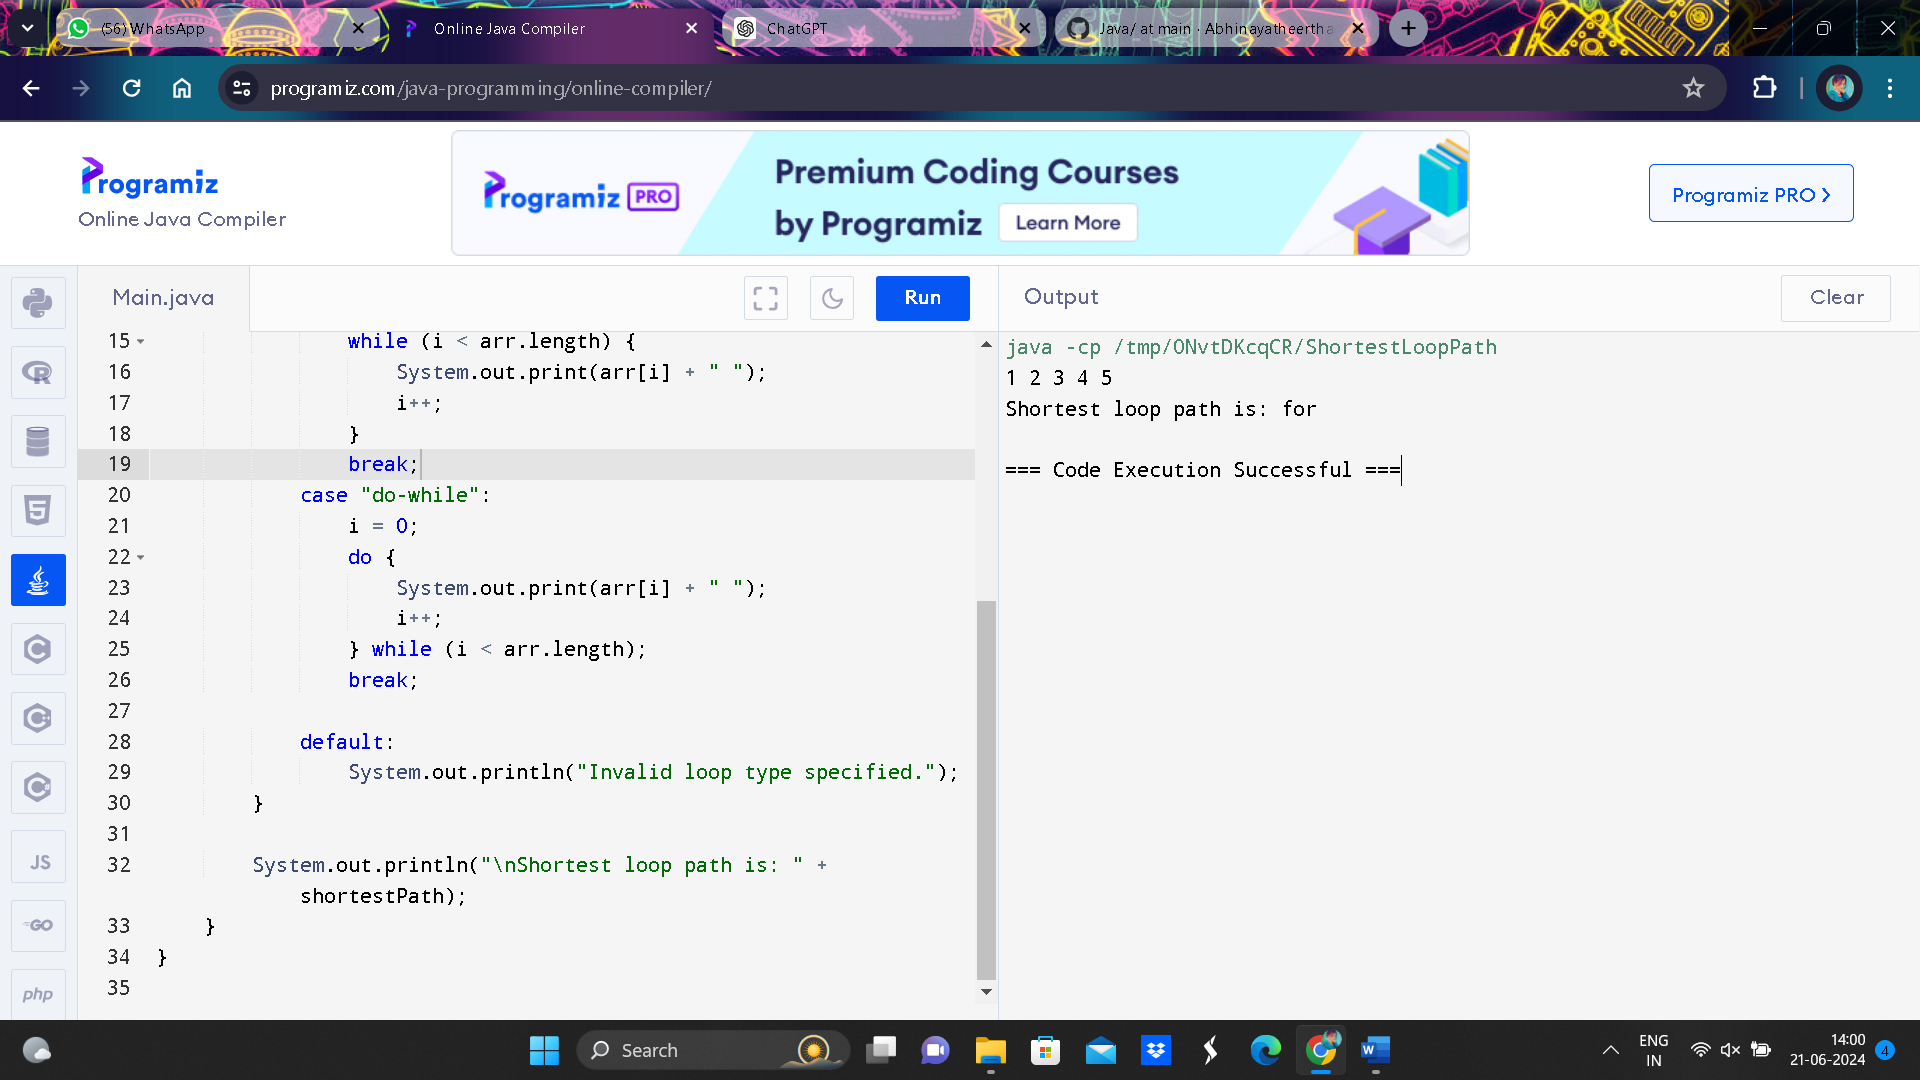 (56) WhatsApp
Online Java Compiler
ChatGPT
Java/ at main · Abhinayatheertha
programiz.com/java-programming/online-compiler/
Programiz
Online Java Compiler
Programiz PRO
Premium Coding Courses
by Programiz
Learn More
Programiz PRO
Main.java
Run
Output
Clear
15 while (i < arr.length) {
16 System.out.print(arr[i] + " ");
17 i++;
18 }
19 break;
20 case "do-while":
21 i = 0;
22 do {
23 System.out.print(arr[i] + " ");
24 i++;
25 } while (i < arr.length);
26 break;
27
28 default:
29 System.out.println("Invalid loop type specified.");
30 }
31
32 System.out.println("\nShortest loop path is: " +
shortestPath);
33 }
34 }
35
java -cp /tmp/ONvtDKcqCR/ShortestLoopPath
1 2 3 4 5
Shortest loop path is: for
=== Code Execution Successful ===
R
5
C
C
C
JS
GO
php
Search
W
ENG
IN
14:00
21-06-2024
4